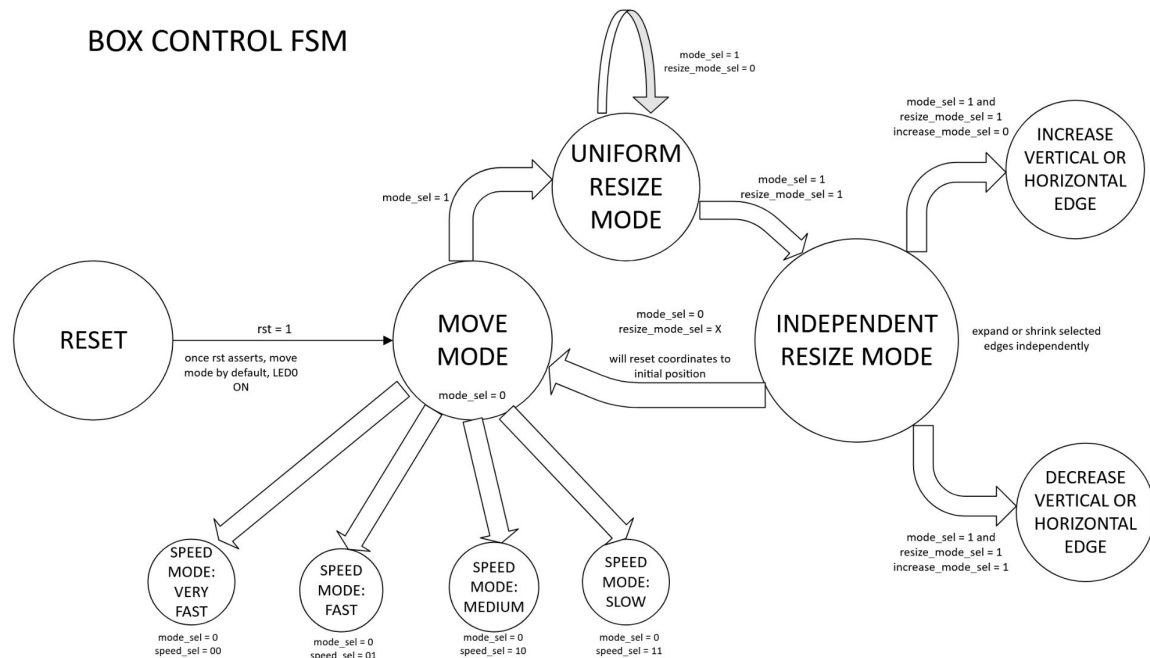 BOX CONTROL FSM
mode_sel = 1
resize_mode_sel = 0
UNIFORM
RESIZE
MODE
mode_sel = 1
mode_sel = 1
resize_mode_sel = 1
mode_sel = 1 and
resize_mode_sel = 1
increase_mode_sel = 0
INCREASE
VERTICAL OR
HORIZONTAL
EDGE
RESET
rst = 1
once rst asserts, move
mode by default, LED0
ON
MOVE
MODE
mode_sel = 0
mode_sel = 0
resize_mode_sel = X
will reset coordinates to
initial position
INDEPENDENT
RESIZE MODE
expand or shrink selected
edges independently
DECREASE
VERTICAL OR
HORIZONTAL
EDGE
mode_sel = 1 and
resize_mode_sel = 1
increase_mode_sel = 1
SPEED
MODE:
VERY
FAST
mode_sel = 0
speed_sel = 00
SPEED
MODE:
FAST
mode_sel = 0
speed_sel = 01
SPEED
MODE:
MEDIUM
mode_sel = 0
speed_sel = 10
SPEED
MODE:
SLOW
mode_sel = 0
speed_sel = 11